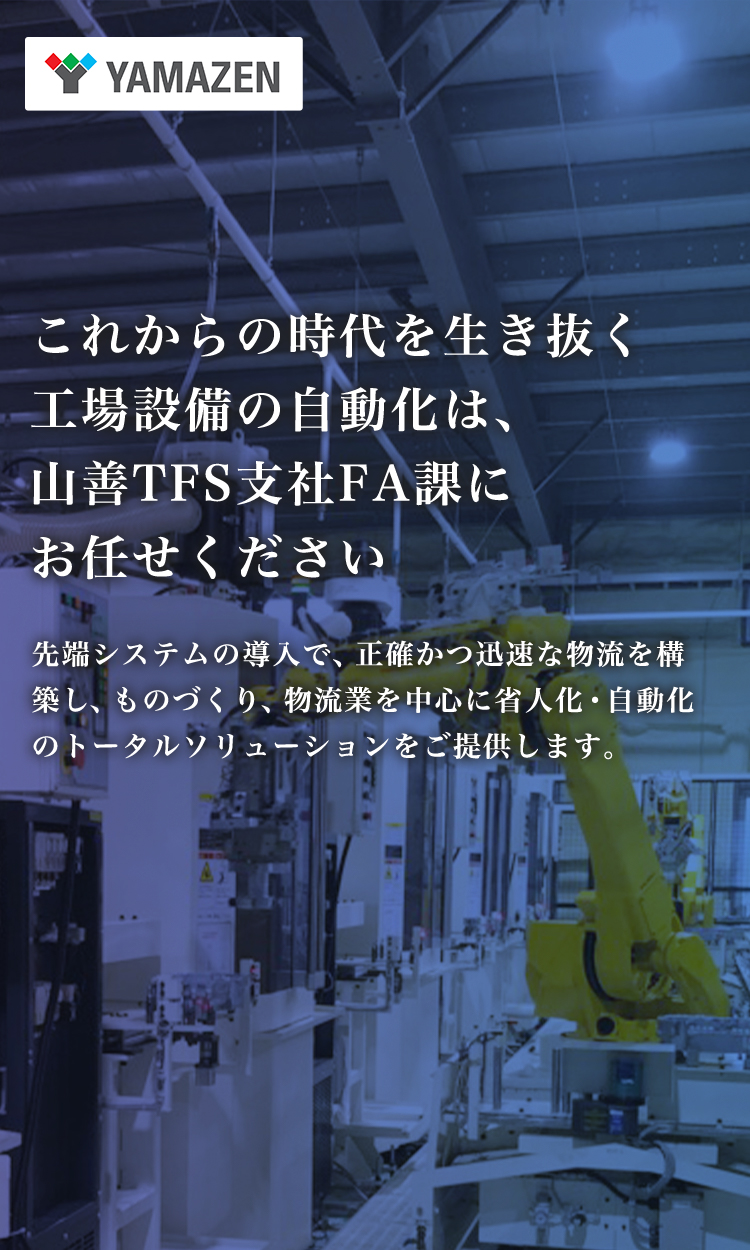 YAMAZEN
これからの時代を生き抜く
工場設備の自動化は、
山善TFS支社FA課に
お任せください
先端システムの導入で、正確かつ迅速な物流を構
築し、ものづくり、物流業を中心に省人化・自動化
のトータルソリューションをご提供します。